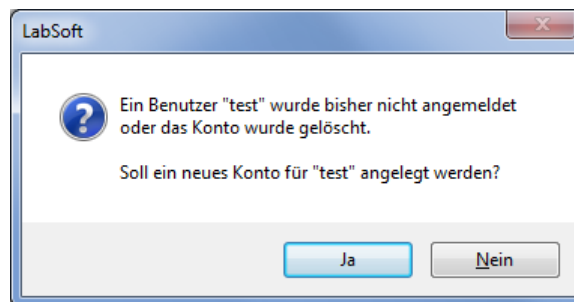 LabSoft
Ein Benutzer "test" wurde bisher nicht angemeldet
oder das Konto wurde gelöscht.
Soll ein neues Konto für "test" angelegt werden?
Ja
Nein